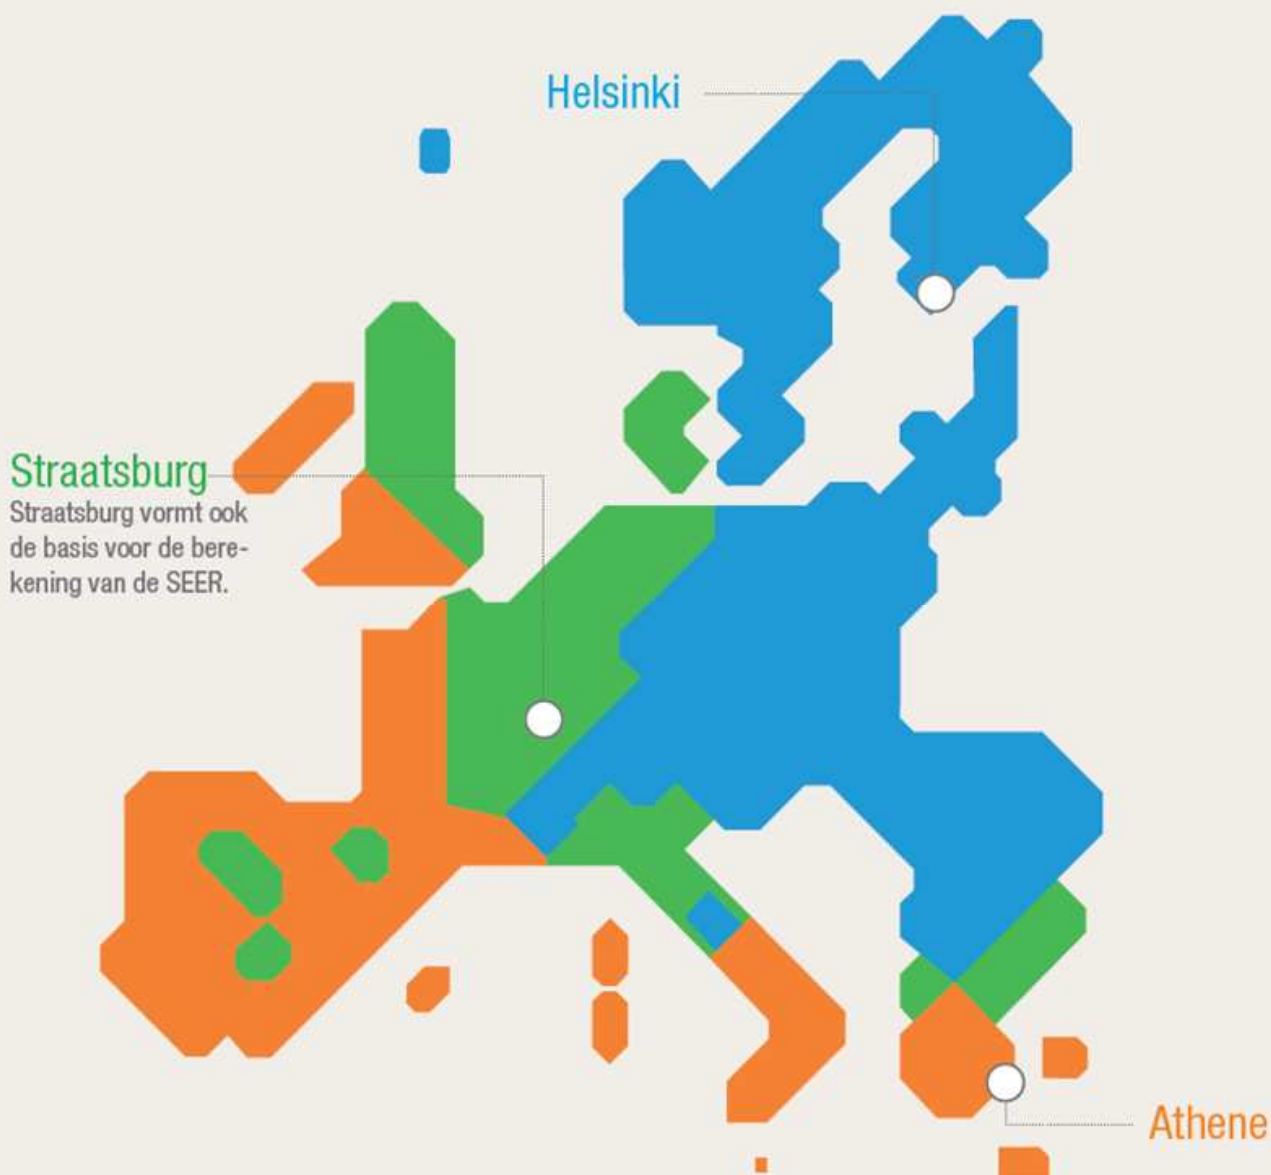 Helsinki
Straatsburg
Straatsburg vormt ook
de basis voor de bere-
kening van de SEER.
Athene